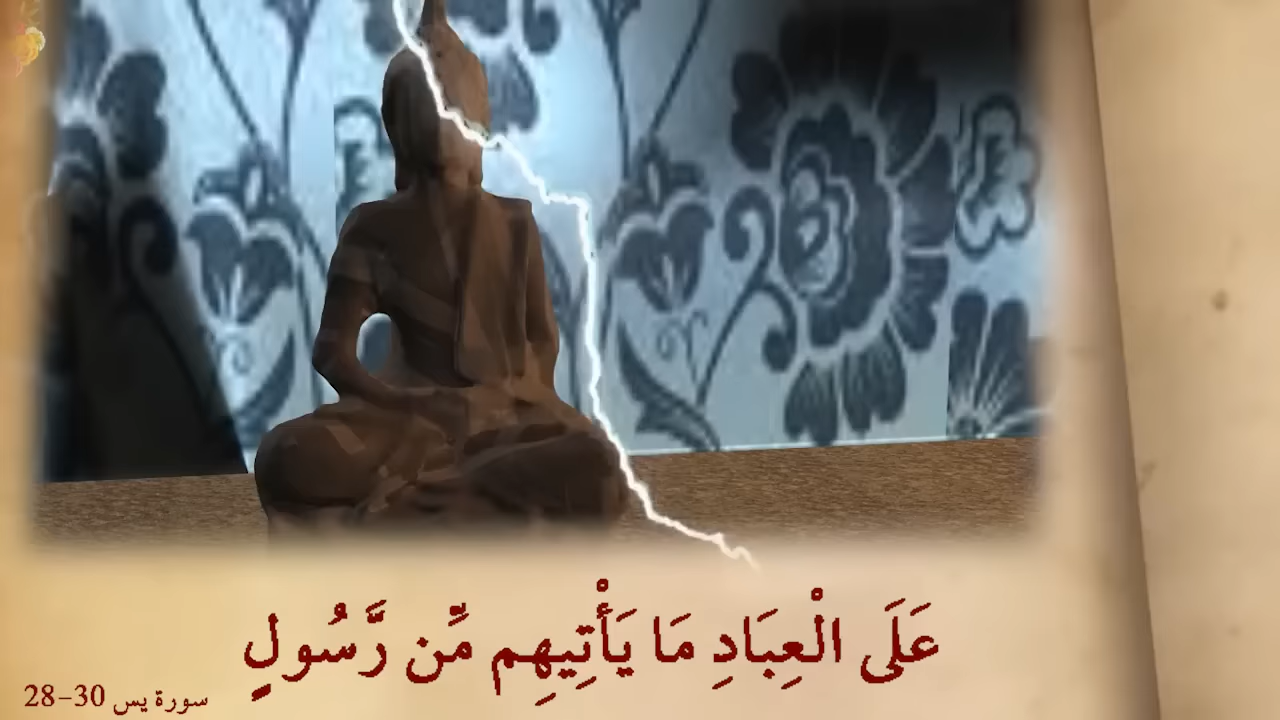 عَلَى الْعِبَادِ مَا يَأْتِيهِم مِّن رَّسُولٍ
سورة يس 30-28